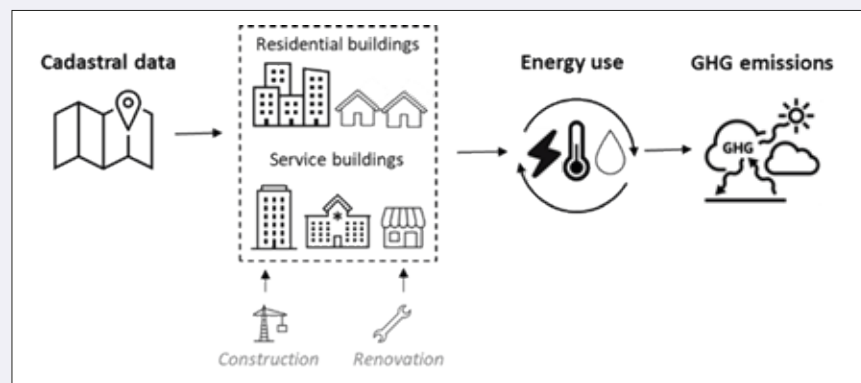 Cadastral data
Residential buildings
Service buildings
Construction
Renovation
Energy use
GHG emissions
GHG